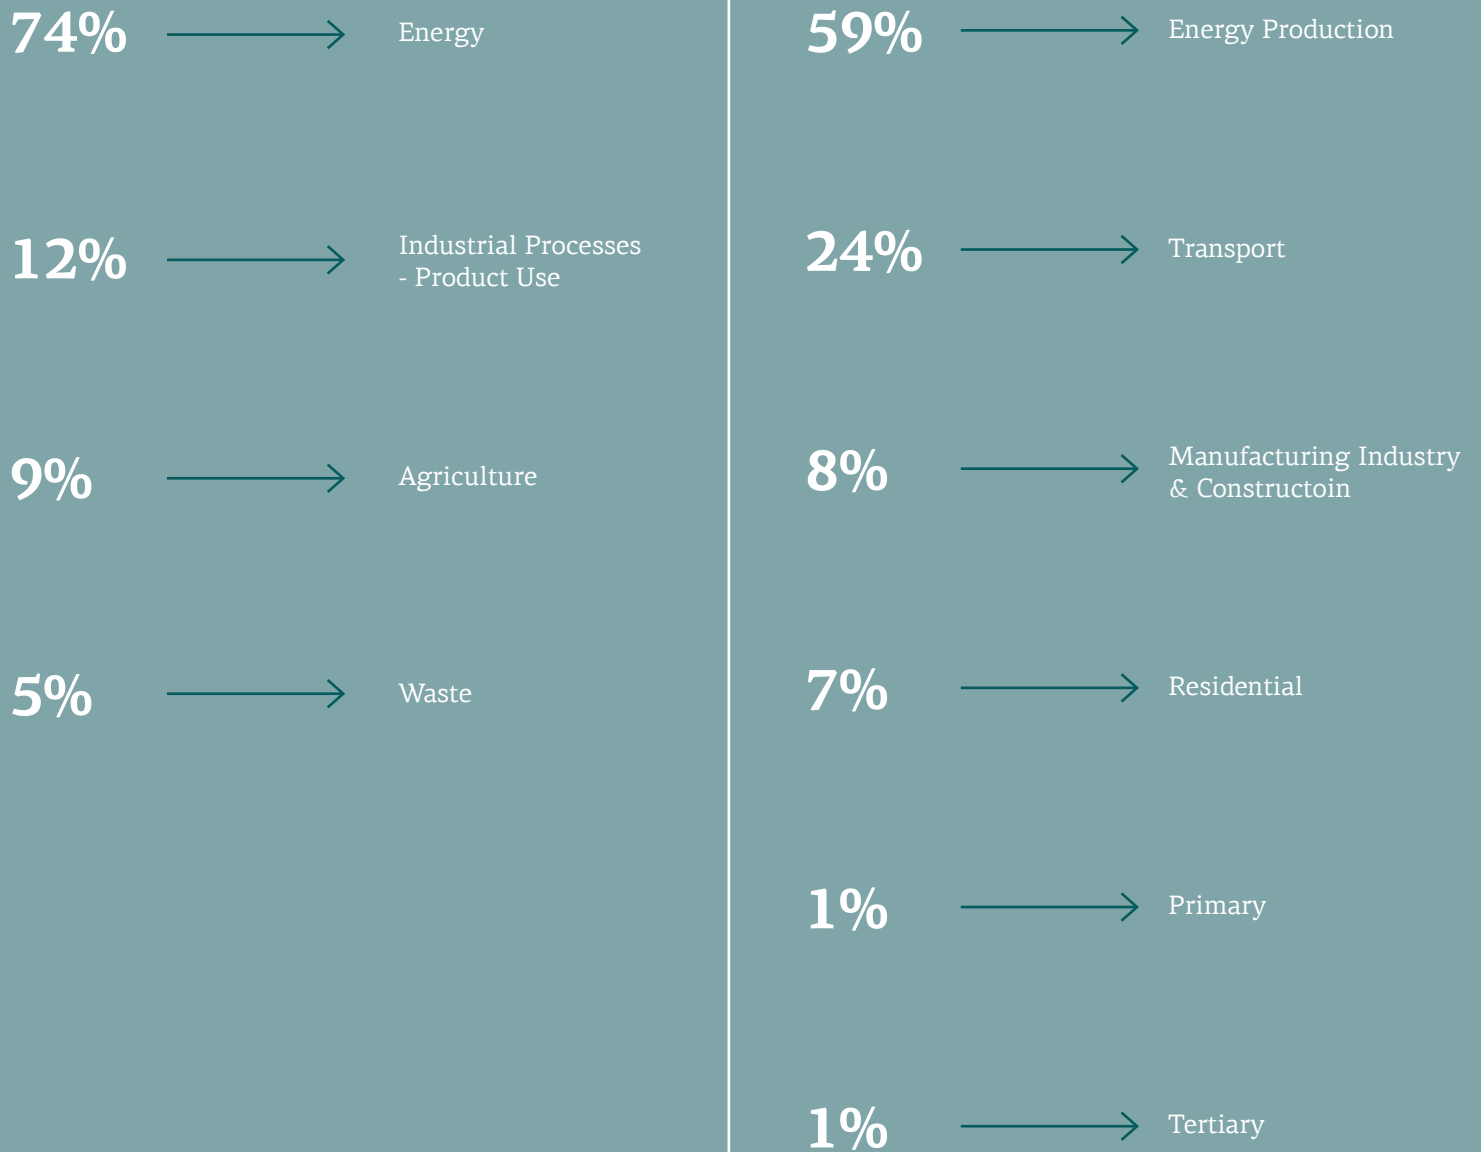 74% Energy
12% Industrial Processes
- Product Use
9% Agriculture
5% Waste
59% Energy Production
24% Transport
8% Manufacturing Industry
& Constructoin
7% Residential
1% Primary
1% Tertiary